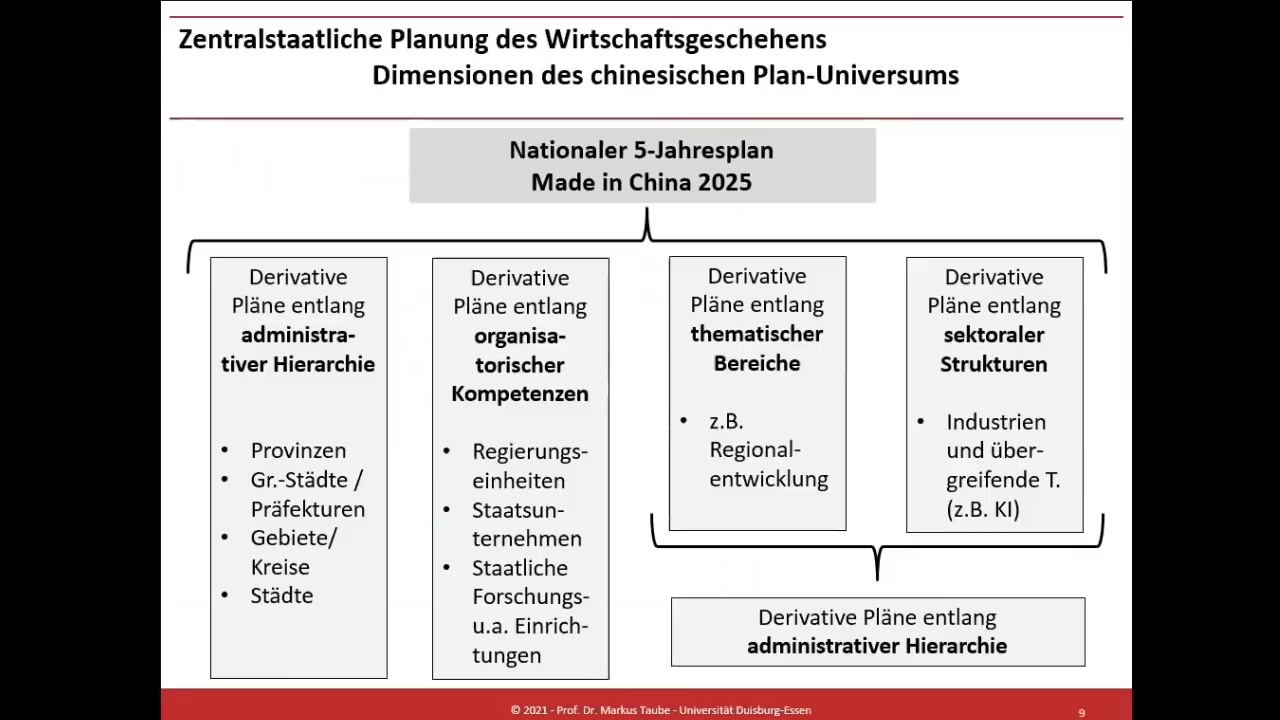 Zentralstaatliche Planung des Wirtschaftsgeschehens
Dimensionen des chinesischen Plan-Universums
Nationaler 5-Jahresplan
Made in China 2025
Derivative
Pläne entlang
administra-
tiver Hierarchie
• Provinzen
• Gr.-Städte /
Präfekturen
• Gebiete/
Kreise
• Städte
Derivative
Pläne entlang
organisa-
torischer
Kompetenzen
• Regierungs-
einheiten
• Staatsun-
ternehmen
• Staatliche
Forschungs-
u.a. Einrich-
tungen
Derivative
Pläne entlang
thematischer
Bereiche
• z.B.
Regional-
entwicklung
Derivative
Pläne entlang
sektoraler
Strukturen
• Industrien
und über-
greifende T.
(z.B. KI)
Derivative Pläne entlang
administrativer Hierarchie
© 2021 - Prof. Dr. Markus Taube - Universität Duisburg-Essen
9